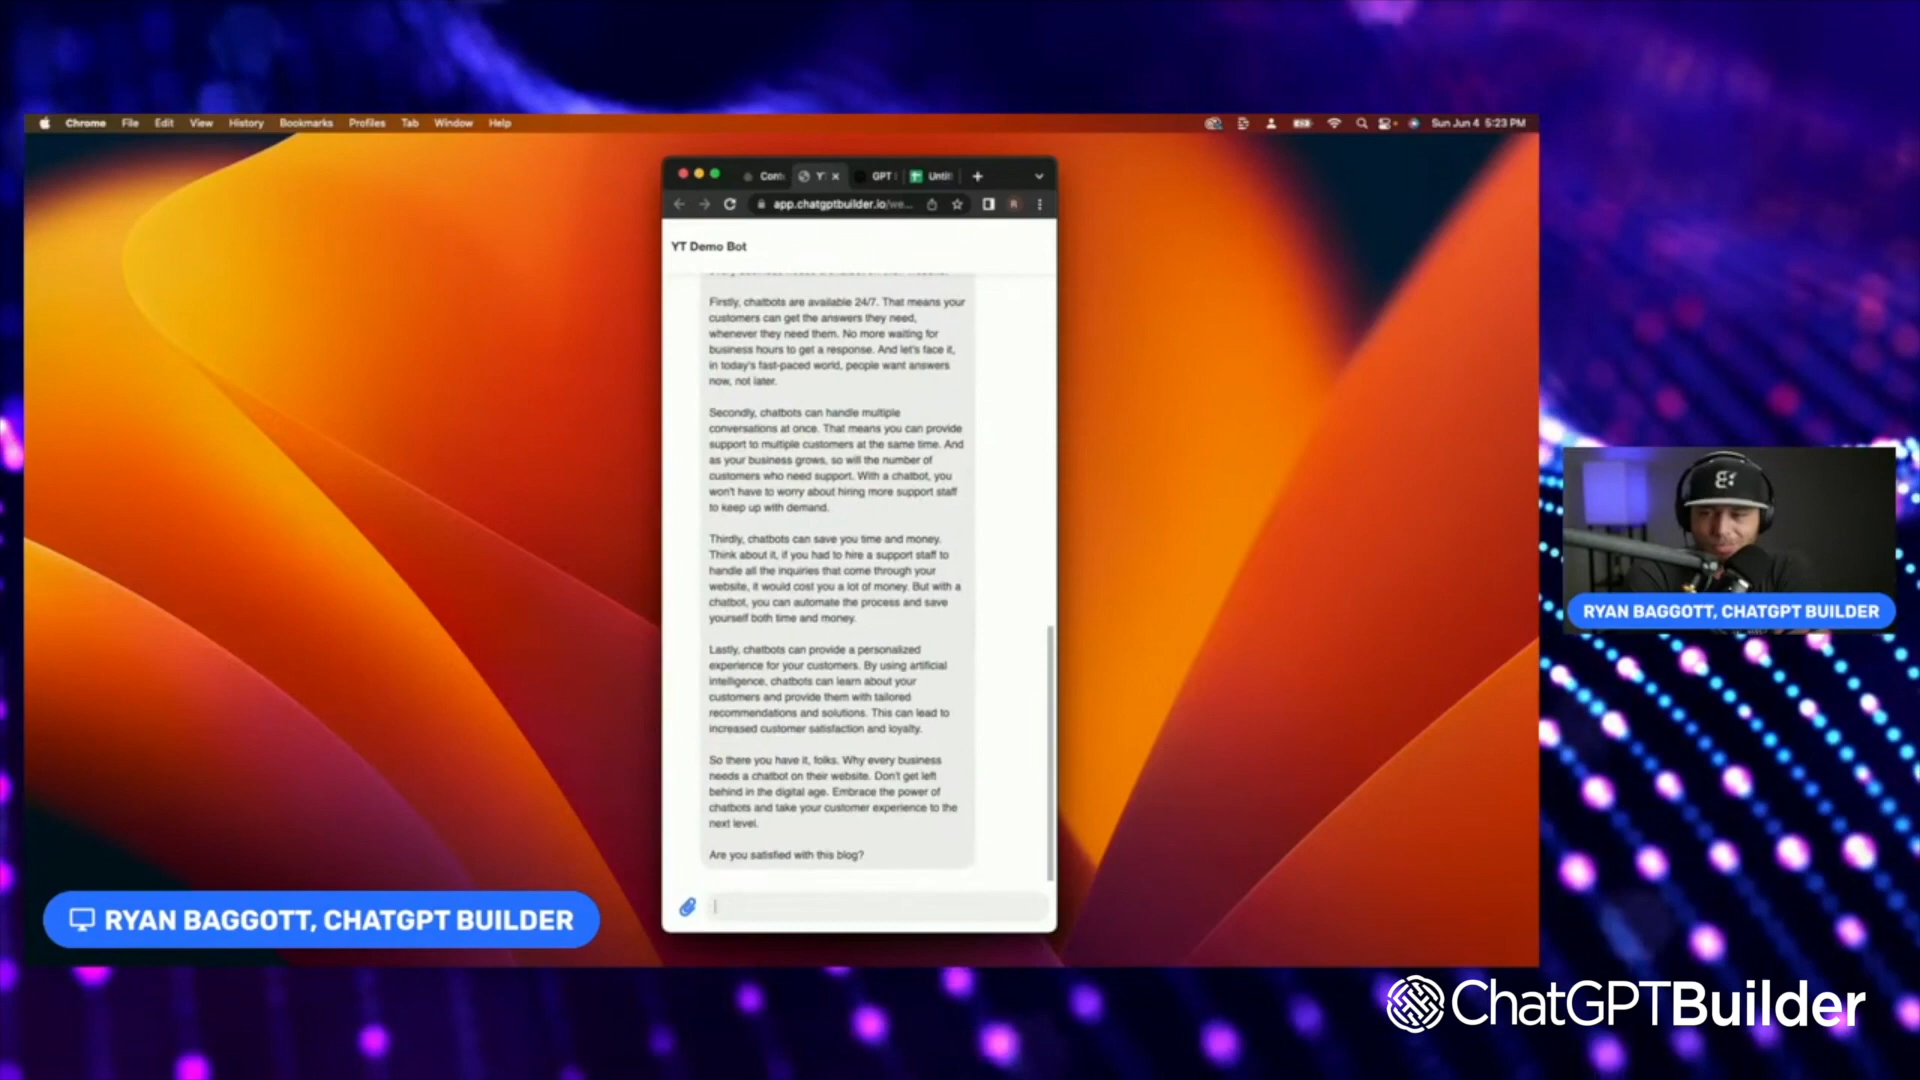 Chrome File Edit View History Bookmarks Profiles Tab Window Help
Sun Jun 4 5:23 PM
Cont
Y
GPT
Untit
app.chatgptbuilder.io/we...
R
YT Demo Bot
Firstly, chatbots are available 24/7. That means your
customers can get the answers they need,
whenever they need them. No more waiting for
business hours to get a response. And let's face it,
in today's fast-paced world, people want answers
now, not later.
Secondly, chatbots can handle multiple
conversations at once. That means you can provide
support to multiple customers at the same time. And
as your business grows, so will the number of
customers who need support. With a chatbot, you
won't have to worry about hiring more support staff
to keep up with demand.
Thirdly, chatbots can save you time and money.
Think about it, if you had to hire a support staff to
handle all the inquiries that come through your
website, it would cost you a lot of money. But with a
chatbot, you can automate the process and save
yourself both time and money.
Lastly, chatbots can provide a personalized
experience for your customers. By using artificial
intelligence, chatbots can learn about your
customers and provide them with tailored
recommendations and solutions. This can lead to
increased customer satisfaction and loyalty.
So there you have it, folks. Why every business
needs a chatbot on their website. Don't get left
behind in the digital age. Embrace the power of
chatbots and take your customer experience to the
next level.
Are you satisfied with this blog?
RYAN BAGGOTT, CHATGPT BUILDER
RYAN BAGGOTT, CHATGPT BUILDER
ChatGPTBuilder